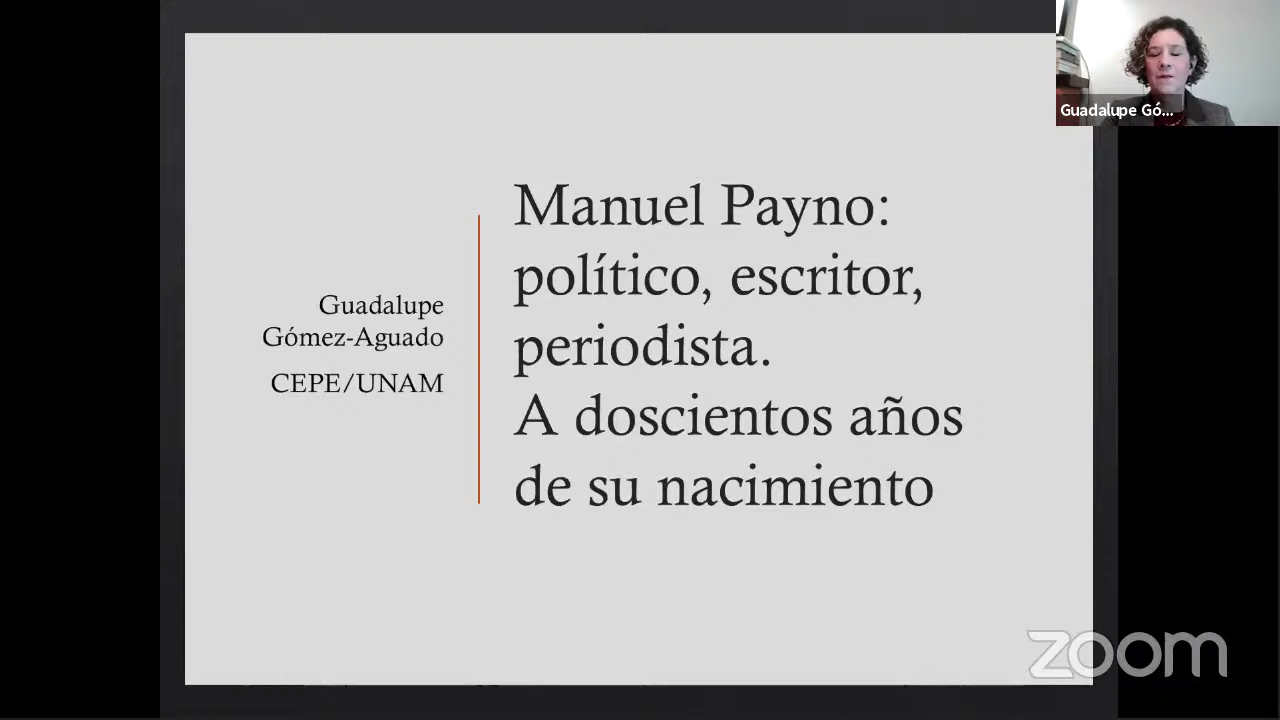 Guadalupe
Gómez-Aguado
CEPE/UNAM
Manuel Payno:
político, escritor,
periodista.
A doscientos años
de su nacimiento
Guadalupe Gó...
zoom